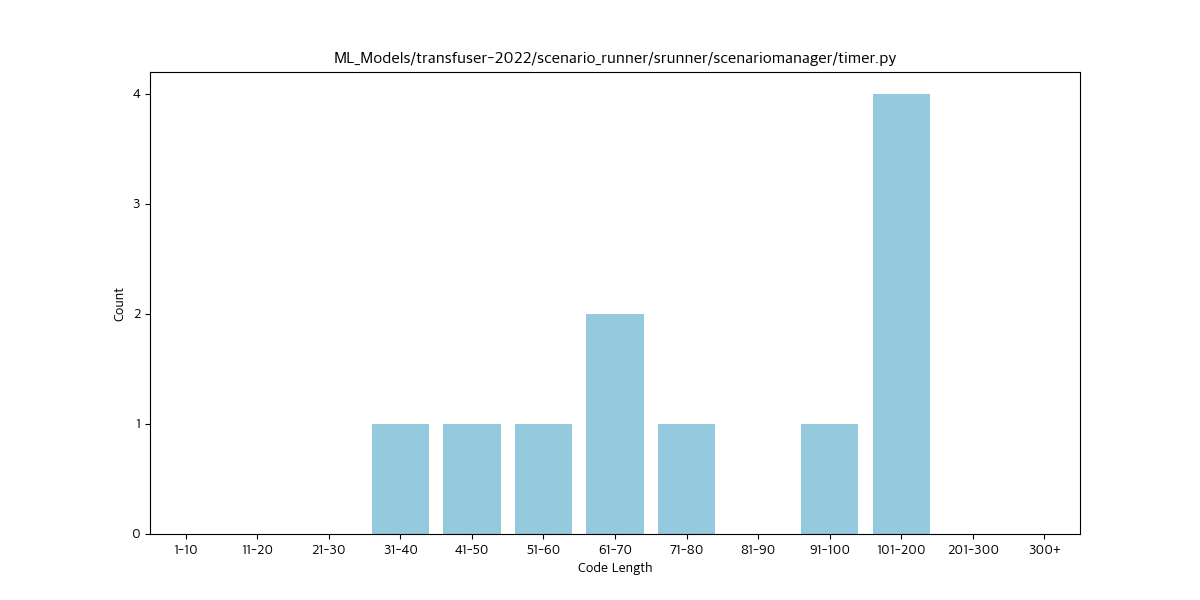 ML_Models/transfuser-2022/scenario_runner/srunner/scenariomanager/timer.py
4
3
2
1
0
Count
1-10 11-20 21-30 31-40 41-50 51-60 61-70 71-80 81-90 91-100 101-200 201-300 300+
Code Length